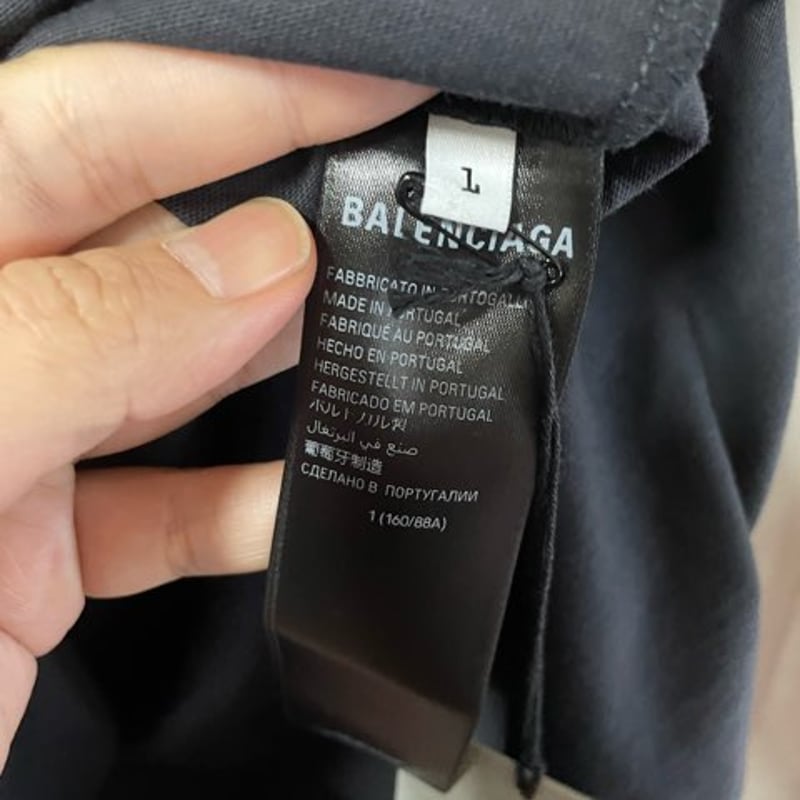 1
BALENCIAGA
FABBRICATO IN PORTOGALLO
MADE IN PORTUGAL
FABRIQUÉ AU PORTUGAL
HECHO EN PORTUGAL
HERGESTELLT IN PORTUGAL
FABRICADO EM PORTUGAL
ポルトガル製
صنع في البرتغال
葡萄牙制造
СДЕЛАНО В ПОРТУГАЛИИ
1 (160/88A)